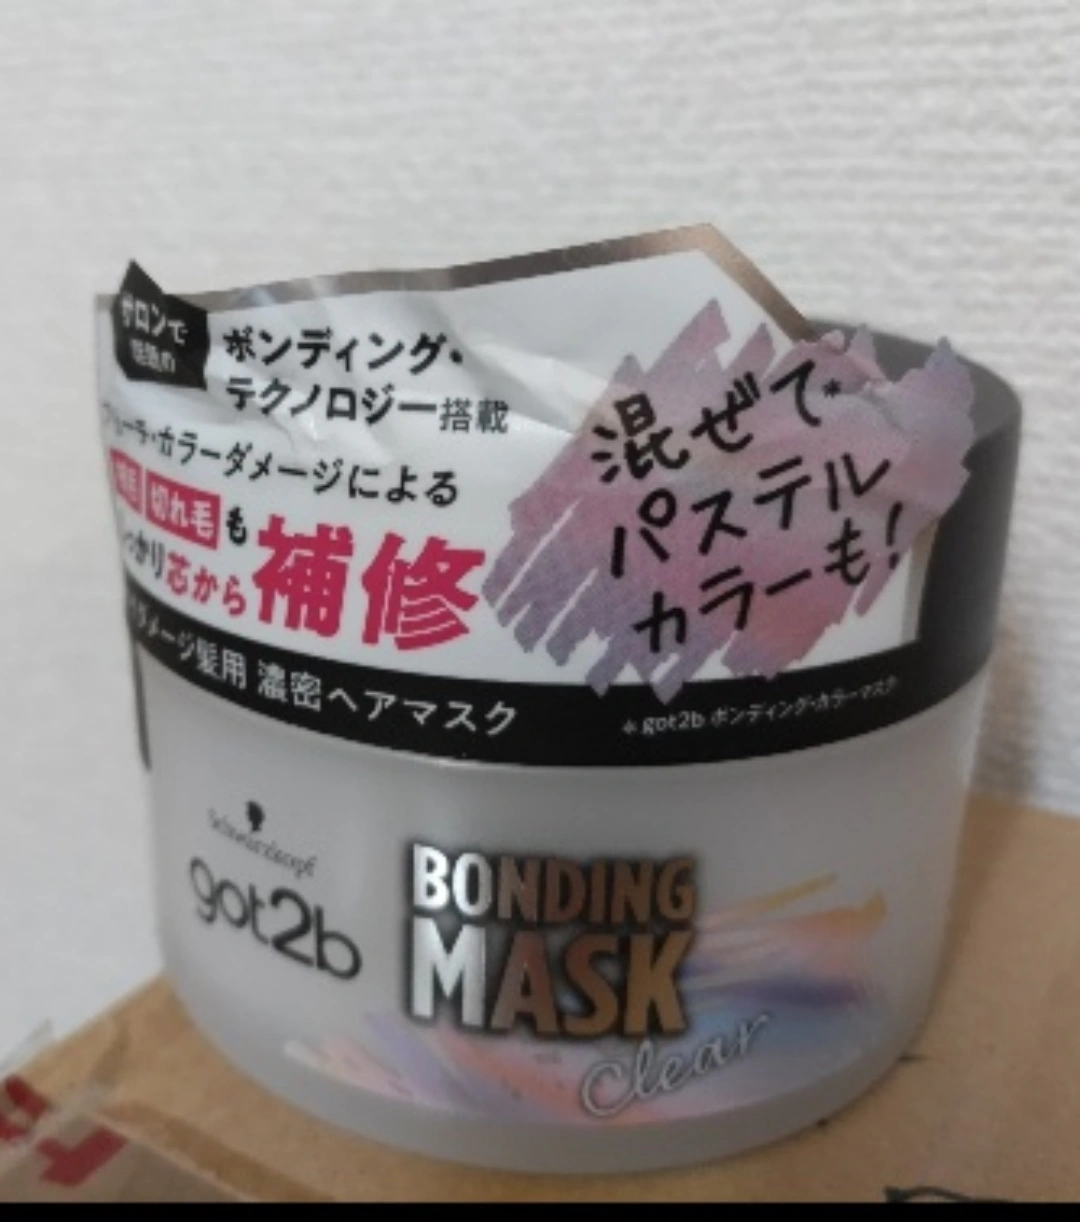 サロンで
話題の
ボンディング・
テクノロジー搭載
カラーダメージによる
切れ毛 も
芯から補修
ダメージ髪用 濃密ヘアマスク
混ぜて*
パステル
カラーも!
*got2b ボンディング・カラーマスク
Schwarzkopf
got2b
BONDING
MASK
Clear